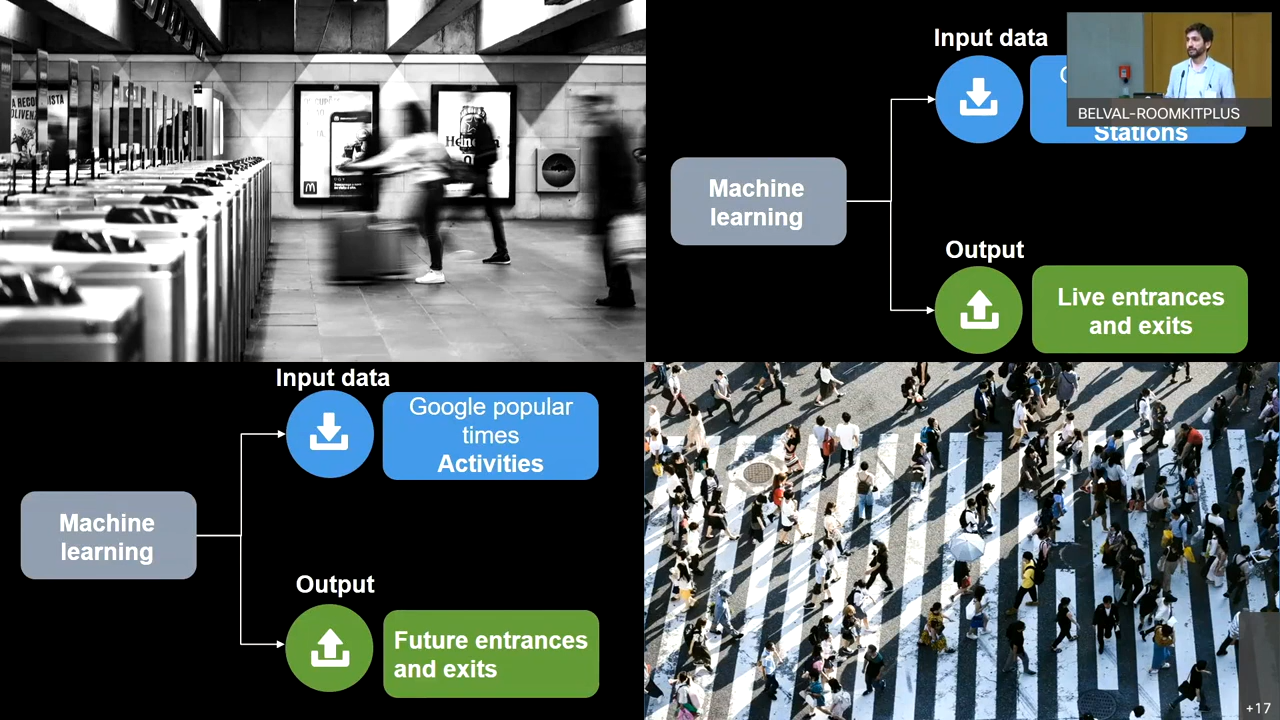 Input data
BELVAL-ROOMKITPLUS
Stations
Machine
learning
Output
Live entrances
and exits
Input data
Google popular
times
Activities
Machine
learning
Output
Future entrances
and exits
+17